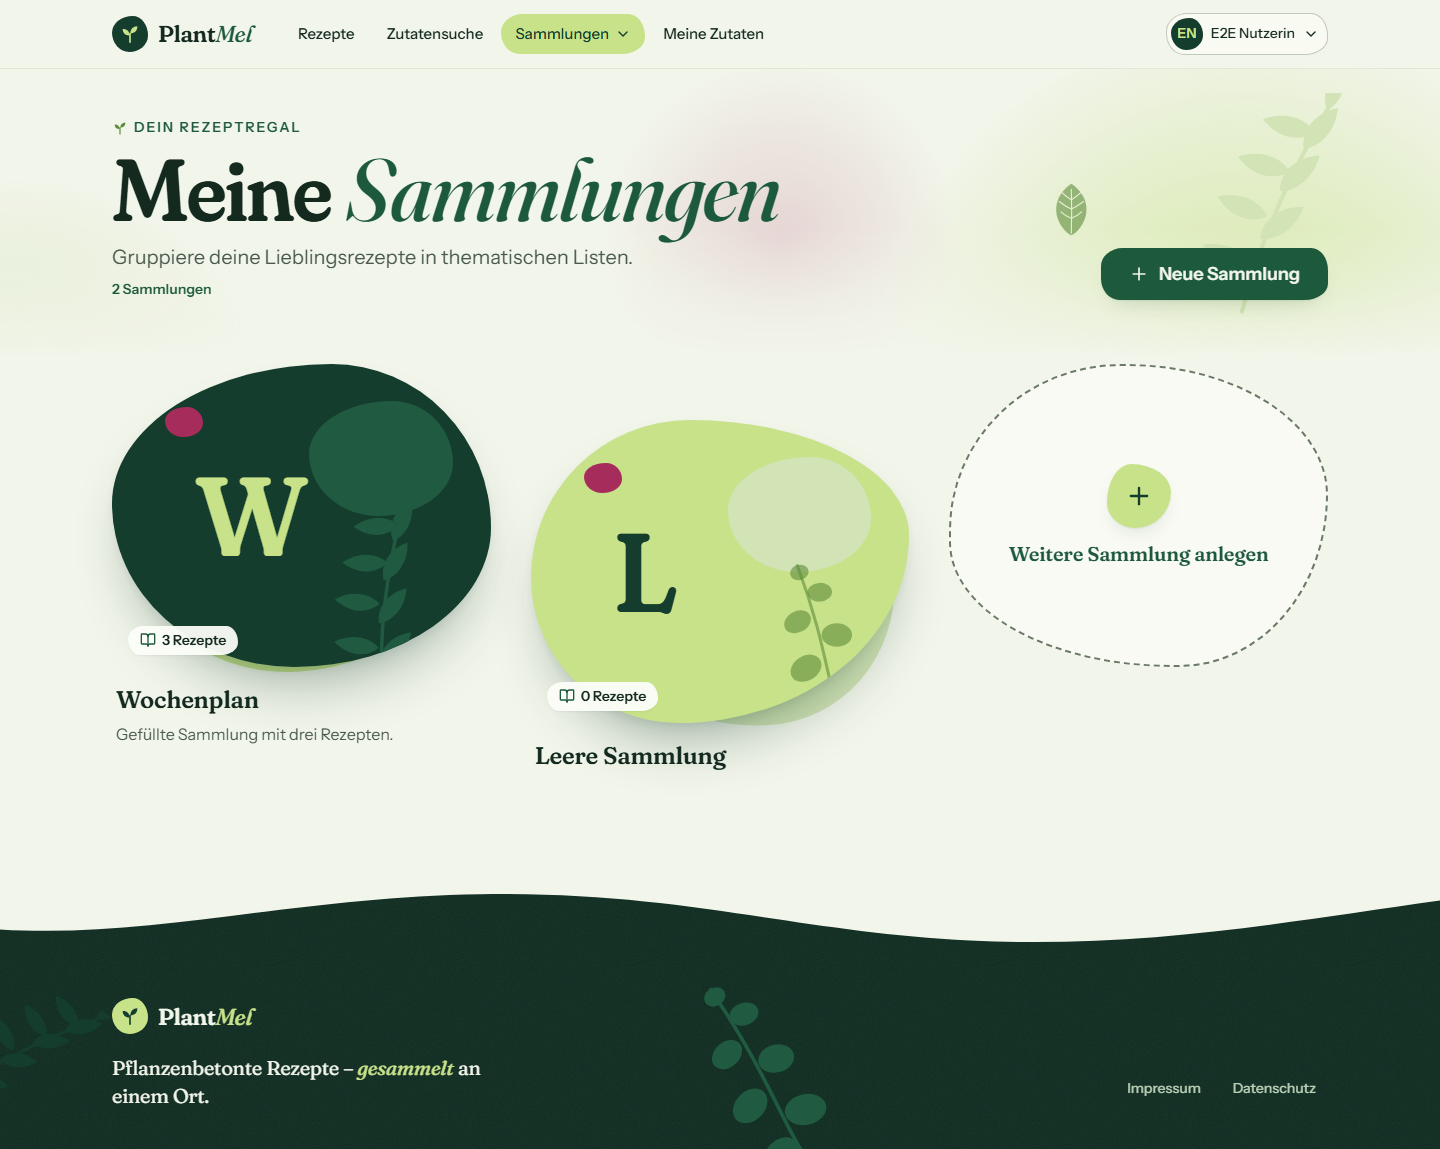 PlantMel
Rezepte
Zutatensuche
Sammlungen
Meine Zutaten
EN
E2E Nutzerin
DEIN REZEPTREGAL
Meine Sammlungen
Gruppiere deine Lieblingsrezepte in thematischen Listen.
2 Sammlungen
Neue Sammlung
W
3 Rezepte
Wochenplan
Gefüllte Sammlung mit drei Rezepten.
L
0 Rezepte
Leere Sammlung
Weitere Sammlung anlegen
PlantMel
Pflanzenbetonte Rezepte – gesammelt an
einem Ort.
Impressum
Datenschutz